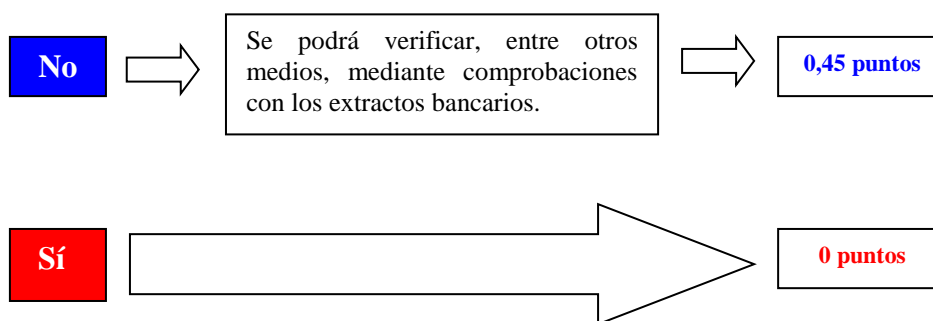 No
Se podrá verificar, entre otros
medios, mediante comprobaciones
con los extractos bancarios.
0,45 puntos
Sí
0 puntos